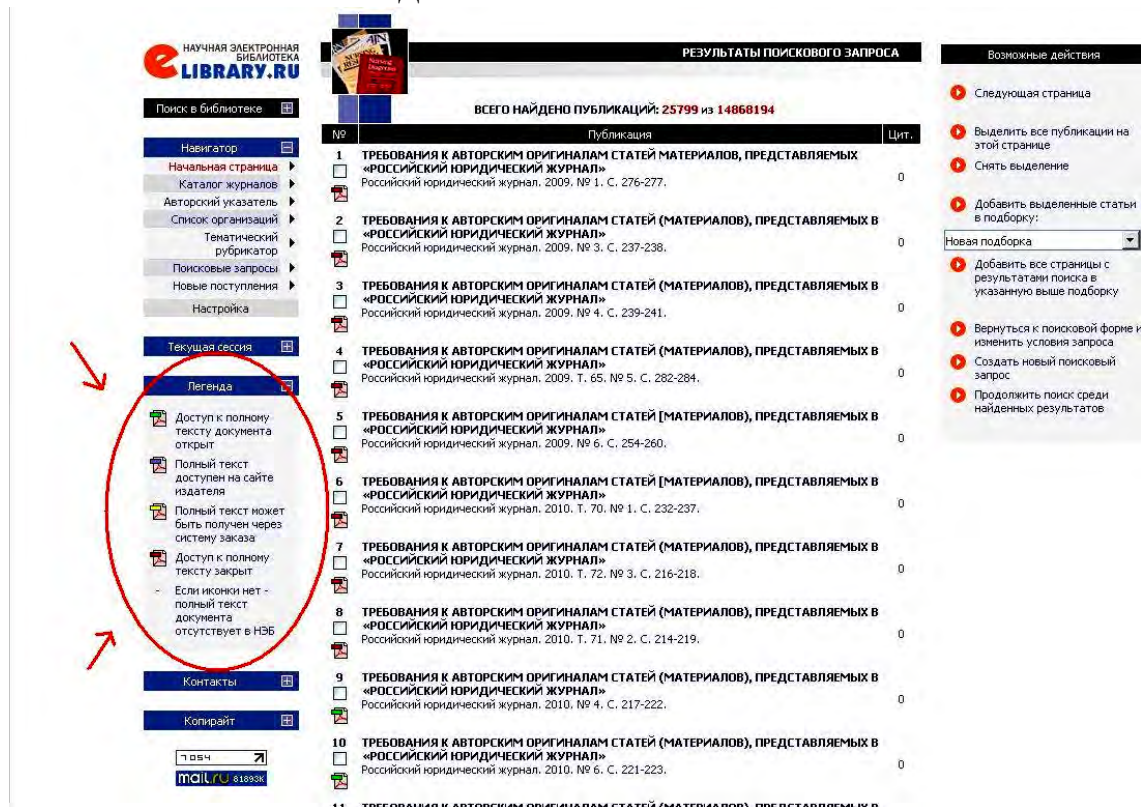 НАУЧНАЯ ЭЛЕКТРОННАЯ
БИБЛИОТЕКА
eLIBRARY.RU
Поиск в библиотеке
Навигатор
Начальная страница
Каталог журналов
Авторский указатель
Список организаций
Тематический
рубрикатор
Поисковые запросы
Новые поступления
Настройка
Текущая сессия
Легенда
Доступ к полному
тексту документа
открыт
Полный текст
доступен на сайте
издателя
Полный текст может
быть получен через
систему заказа
Доступ к полному
тексту закрыт
- Если иконки нет -
полный текст
документа
отсутствует в НЭБ
Контакты
Копирайт
7054
mail.ru 81893К
РЕЗУЛЬТАТЫ ПОИСКОВОГО ЗАПРОСА
ВСЕГО НАЙДЕНО ПУБЛИКАЦИЙ: 25799 из 14868194
№ Публикация Цит.
1 ТРЕБОВАНИЯ К АВТОРСКИМ ОРИГИНАЛАМ СТАТЕЙ МАТЕРИАЛОВ, ПРЕДСТАВЛЯЕМЫХ
«РОССИЙСКИЙ ЮРИДИЧЕСКИЙ ЖУРНАЛ»
Российский юридический журнал. 2009. № 1. С. 276-277. 0
2 ТРЕБОВАНИЯ К АВТОРСКИМ ОРИГИНАЛАМ СТАТЕЙ (МАТЕРИАЛОВ), ПРЕДСТАВЛЯЕМЫХ В
«РОССИЙСКИЙ ЮРИДИЧЕСКИЙ ЖУРНАЛ»
Российский юридический журнал. 2009. № 3. С. 237-238. 0
3 ТРЕБОВАНИЯ К АВТОРСКИМ ОРИГИНАЛАМ СТАТЕЙ (МАТЕРИАЛОВ), ПРЕДСТАВЛЯЕМЫХ В
«РОССИЙСКИЙ ЮРИДИЧЕСКИЙ ЖУРНАЛ»
Российский юридический журнал. 2009. № 4. С. 239-241. 0
4 ТРЕБОВАНИЯ К АВТОРСКИМ ОРИГИНАЛАМ СТАТЕЙ (МАТЕРИАЛОВ), ПРЕДСТАВЛЯЕМЫХ В
«РОССИЙСКИЙ ЮРИДИЧЕСКИЙ ЖУРНАЛ»
Российский юридический журнал. 2009. Т. 65. № 5. С. 282-284. 0
5 ТРЕБОВАНИЯ К АВТОРСКИМ ОРИГИНАЛАМ СТАТЕЙ [МАТЕРИАЛОВ), ПРЕДСТАВЛЯЕМЫХ В
«РОССИЙСКИЙ ЮРИДИЧЕСКИЙ ЖУРНАЛ»
Российский юридический журнал. 2009. № 6. С. 254-260. 0
6 ТРЕБОВАНИЯ К АВТОРСКИМ ОРИГИНАЛАМ СТАТЕЙ [МАТЕРИАЛОВ), ПРЕДСТАВЛЯЕМЫХ В
«РОССИЙСКИЙ ЮРИДИЧЕСКИЙ ЖУРНАЛ»
Российский юридический журнал. 2010. Т. 70. № 1. С. 232-237. 0
7 ТРЕБОВАНИЯ К АВТОРСКИМ ОРИГИНАЛАМ СТАТЕЙ (МАТЕРИАЛОВ), ПРЕДСТАВЛЯЕМЫХ В
«РОССИЙСКИЙ ЮРИДИЧЕСКИЙ ЖУРНАЛ»
Российский юридический журнал. 2010. Т. 72. № 3. С. 216-218. 0
8 ТРЕБОВАНИЯ К АВТОРСКИМ ОРИГИНАЛАМ СТАТЕЙ (МАТЕРИАЛОВ), ПРЕДСТАВЛЯЕМЫХ В
«РОССИЙСКИЙ ЮРИДИЧЕСКИЙ ЖУРНАЛ»
Российский юридический журнал. 2010. Т. 71. № 2. С. 214-219. 0
9 ТРЕБОВАНИЯ К АВТОРСКИМ ОРИГИНАЛАМ СТАТЕЙ (МАТЕРИАЛОВ), ПРЕДСТАВЛЯЕМЫХ В
«РОССИЙСКИЙ ЮРИДИЧЕСКИЙ ЖУРНАЛ»
Российский юридический журнал. 2010. № 4. С. 217-222. 0
10 ТРЕБОВАНИЯ К АВТОРСКИМ ОРИГИНАЛАМ СТАТЕЙ (МАТЕРИАЛОВ), ПРЕДСТАВЛЯЕМЫХ В
«РОССИЙСКИЙ ЮРИДИЧЕСКИЙ ЖУРНАЛ»
Российский юридический журнал. 2010. № 6. С. 221-223. 0
11 ТРЕБОВАНИЯ К АВТОРСКИМ ОРИГИНАЛАМ СТАТЕЙ (МАТЕРИАЛОВ), ПРЕДСТАВЛЯЕМЫХ В
Возможные действия
Следующая страница
Выделить все публикации на
этой странице
Снять выделение
Добавить выделенные статьи
в подборку:
Новая подборка
Добавить все страницы с
результатами поиска в
указанную выше подборку
Вернуться к поисковой форме и
изменить условия запроса
Создать новый поисковый
запрос
Продолжить поиск среди
найденных результатов